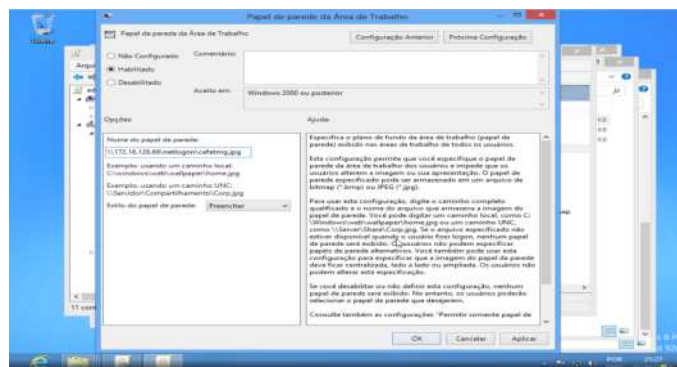 Papel de parede da Área de Trabalho
Papel de parede da Área de Trabalho
Configuração Anterior
Próxima Configuração
Não Configurado
Comentário:
Habilitado
Desabilitado
Aceito em:
Windows 2000 ou posterior
Opções:
Ajuda:
Nome do papel de parede:
Exemplo: usando um caminho local:
C:\windows\web\wallpaper\home.jpg
Exemplo: usando um caminho UNC:
\\Servidor\Compartilhamento\Corp.jpg
Estilo do papel de parede:
Preencher
Especifica o plano de fundo da área de trabalho (papel de
parede) exibido nas áreas de trabalho de todos os usuários.
Esta configuração permite que você especifique o papel de
parede da área de trabalho dos usuários e impede que os
usuários alterem a imagem ou sua apresentação. O papel de
parede especificado pode ser armazenado em um arquivo de
bitmap (*.bmp) ou JPEG (*.jpg).
Para usar esta configuração, digite o caminho completo
qualificado e o nome do arquivo que armazena a imagem do
papel de parede. Você pode digitar um caminho local, como C:
\Windows\web\wallpaper\home.jpg ou um caminho UNC,
como \\Server\Share\Corp.jpg. Se o arquivo especificado não
estiver disponível quando o usuário fizer logon, nenhum papel
de parede será exibido. Os usuários não podem especificar
papéis de parede alternativos. Você também pode usar esta
configuração para especificar que a imagem do papel de parede
deve ficar centralizada, lado a lado ou ampliada. Os usuários não
podem alterar esta especificação.
Se você desabilitar ou não definir esta configuração, nenhum
papel de parede será exibido. No entanto, os usuários poderão
selecionar o papel de parede que desejarem.
Consulte também as configurações "Permitir somente papel de
OK
Cancelar
Aplicar